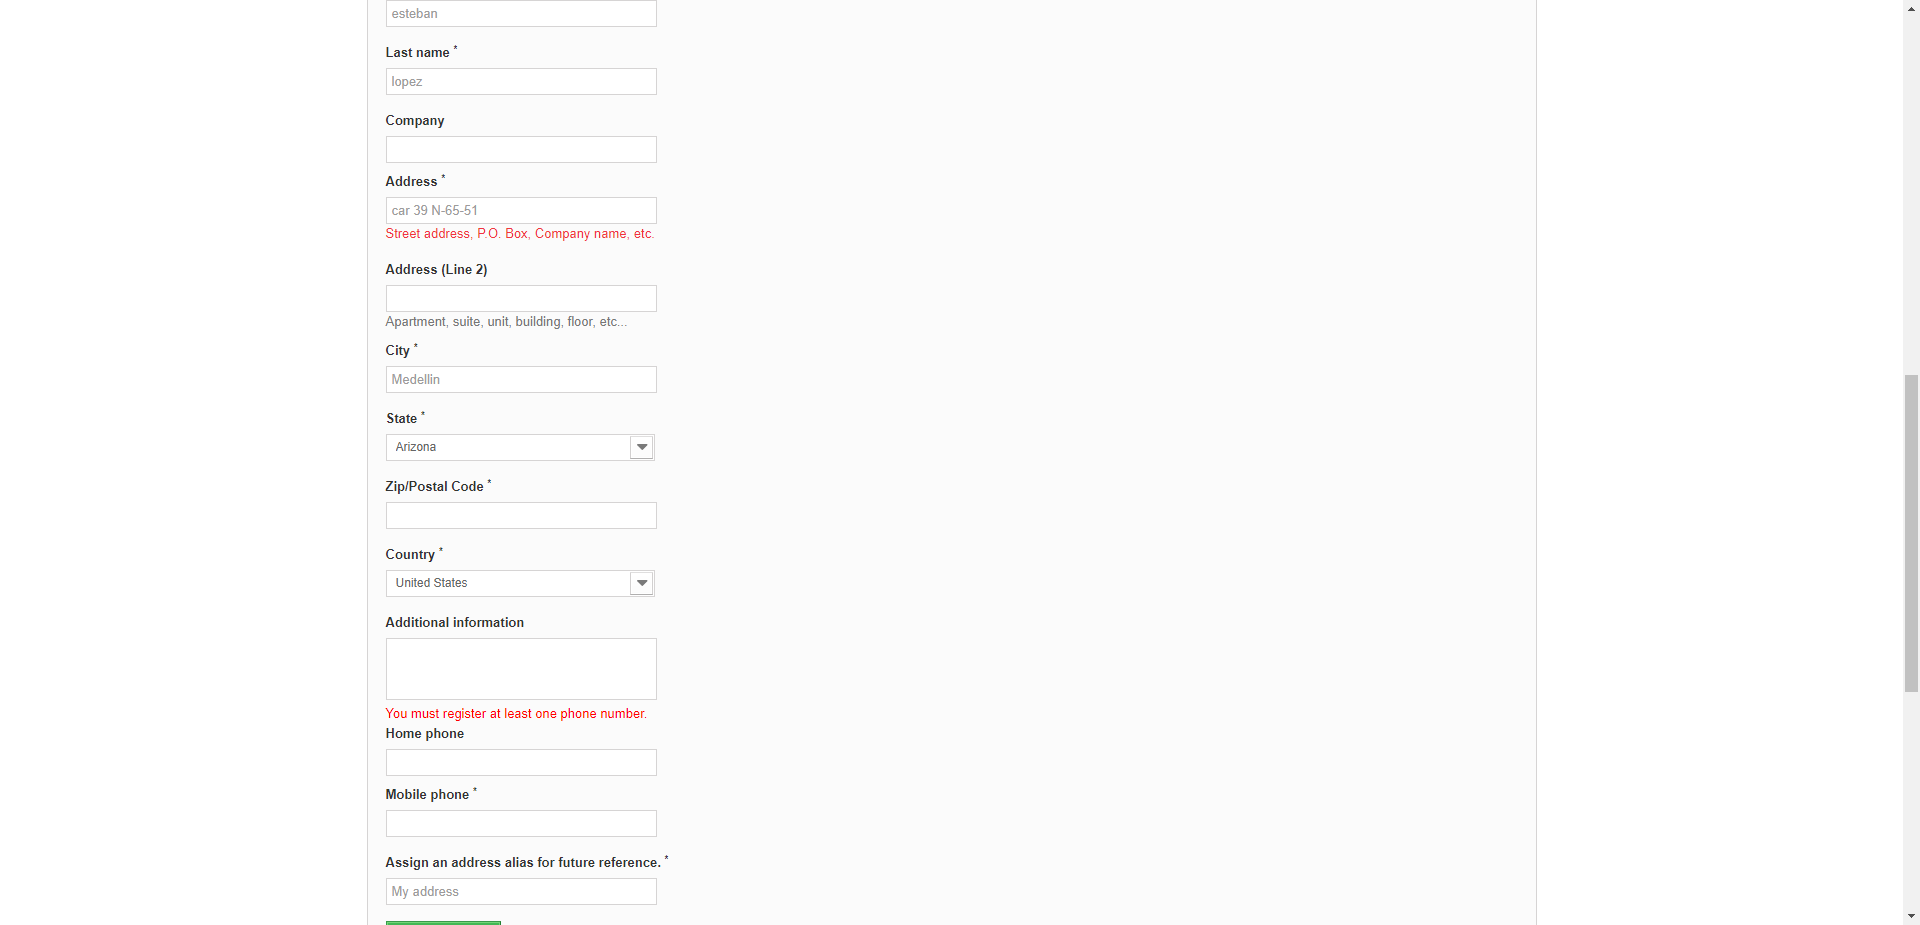 esteban
Last name *
lopez
Company
Address *
car 39 N-65-51
Street address, P.O. Box, Company name, etc.
Address (Line 2)
Apartment, suite, unit, building, floor, etc...
City *
Medellin
State *
Arizona
Zip/Postal Code *
Country *
United States
Additional information
You must register at least one phone number.
Home phone
Mobile phone *
Assign an address alias for future reference. *
My address